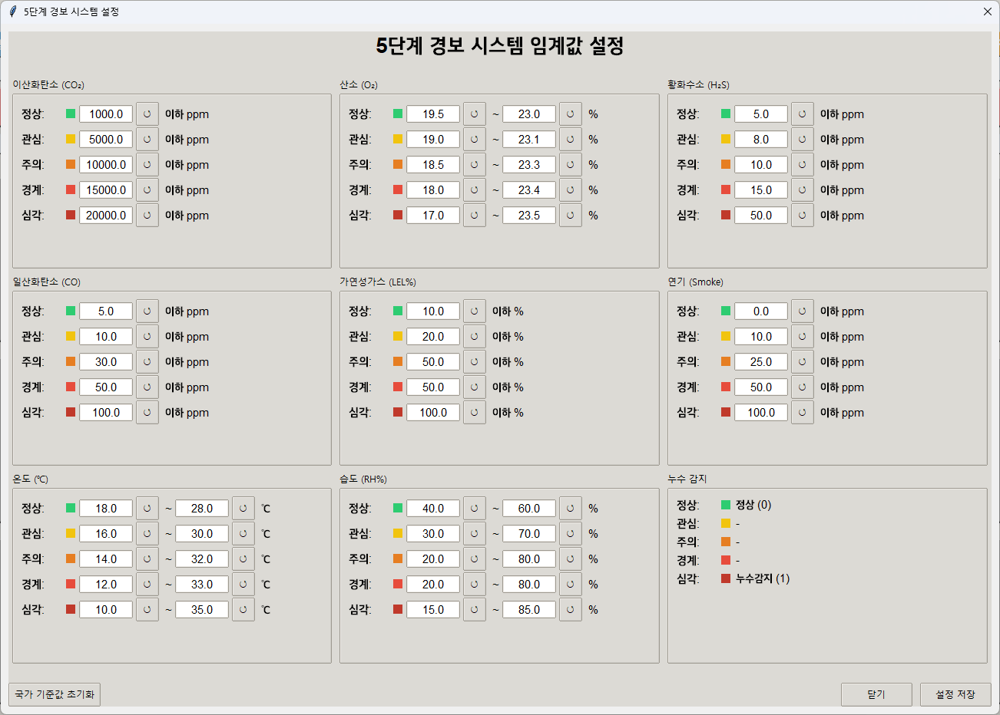 5단계 경보 시스템 설정
5단계 경보 시스템 임계값 설정
이산화탄소 (CO₂)
정상: 1000.0 ↺ 이하 ppm
관심: 5000.0 ↺ 이하 ppm
주의: 10000.0 ↺ 이하 ppm
경계: 15000.0 ↺ 이하 ppm
심각: 20000.0 ↺ 이하 ppm
산소 (O₂)
정상: 19.5 ↺ ~ 23.0 ↺ %
관심: 19.0 ↺ ~ 23.1 ↺ %
주의: 18.5 ↺ ~ 23.3 ↺ %
경계: 18.0 ↺ ~ 23.4 ↺ %
심각: 17.0 ↺ ~ 23.5 ↺ %
황화수소 (H₂S)
정상: 5.0 ↺ 이하 ppm
관심: 8.0 ↺ 이하 ppm
주의: 10.0 ↺ 이하 ppm
경계: 15.0 ↺ 이하 ppm
심각: 50.0 ↺ 이하 ppm
일산화탄소 (CO)
정상: 5.0 ↺ 이하 ppm
관심: 10.0 ↺ 이하 ppm
주의: 30.0 ↺ 이하 ppm
경계: 50.0 ↺ 이하 ppm
심각: 100.0 ↺ 이하 ppm
가연성가스 (LEL%)
정상: 10.0 ↺ 이하 %
관심: 20.0 ↺ 이하 %
주의: 50.0 ↺ 이하 %
경계: 50.0 ↺ 이하 %
심각: 100.0 ↺ 이하 %
연기 (Smoke)
정상: 0.0 ↺ 이하 ppm
관심: 10.0 ↺ 이하 ppm
주의: 25.0 ↺ 이하 ppm
경계: 50.0 ↺ 이하 ppm
심각: 100.0 ↺ 이하 ppm
온도 (℃)
정상: 18.0 ↺ ~ 28.0 ↺ ℃
관심: 16.0 ↺ ~ 30.0 ↺ ℃
주의: 14.0 ↺ ~ 32.0 ↺ ℃
경계: 12.0 ↺ ~ 33.0 ↺ ℃
심각: 10.0 ↺ ~ 35.0 ↺ ℃
습도 (RH%)
정상: 40.0 ↺ ~ 60.0 ↺ %
관심: 30.0 ↺ ~ 70.0 ↺ %
주의: 20.0 ↺ ~ 80.0 ↺ %
경계: 20.0 ↺ ~ 80.0 ↺ %
심각: 15.0 ↺ ~ 85.0 ↺ %
누수 감지
정상: 정상 (0)
관심: -
주의: -
경계: -
심각: 누수감지 (1)
국가 기준값 초기화
닫기
설정 저장